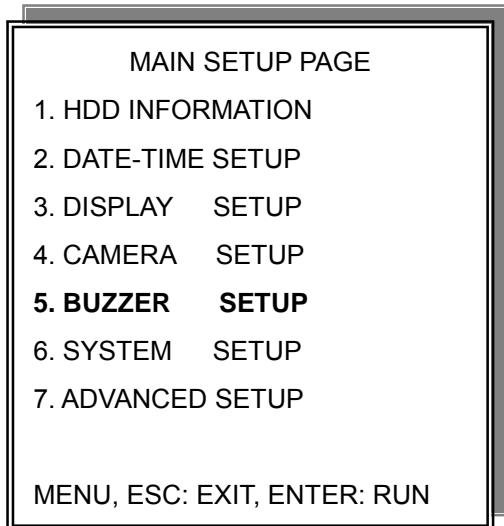 MAIN SETUP PAGE
1. HDD INFORMATION
2. DATE-TIME SETUP
3. DISPLAY SETUP
4. CAMERA SETUP
5. BUZZER SETUP
6. SYSTEM SETUP
7. ADVANCED SETUP
MENU, ESC: EXIT, ENTER: RUN